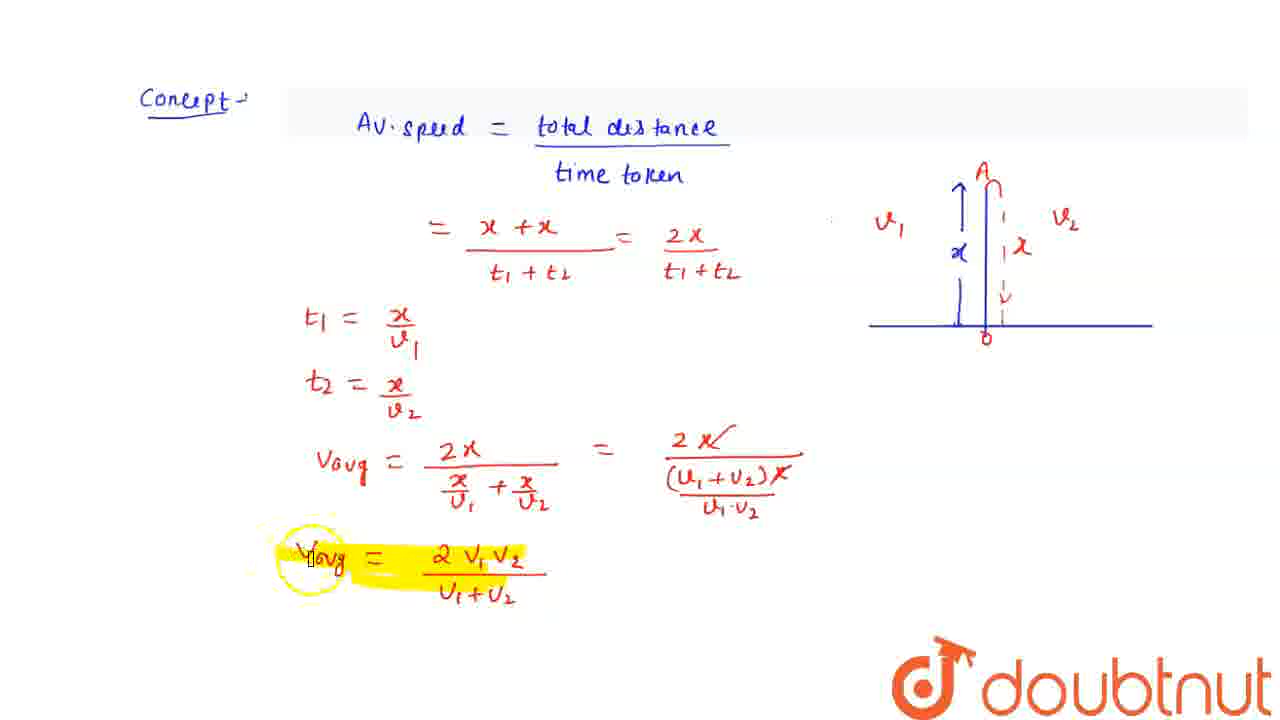 Concept →
Av. speed = total distance / time token
= x + x / t1 + t2 = 2x / t1 + t2
t1 = x / v1
t2 = x / v2
Vavg = 2x / (x/v1 + x/v2) = 2x / ((v1 + v2)x / v1·v2)
Vavg = 2 V1 V2 / V1 + V2
A
v1
v2
x
x
O
doubtnut